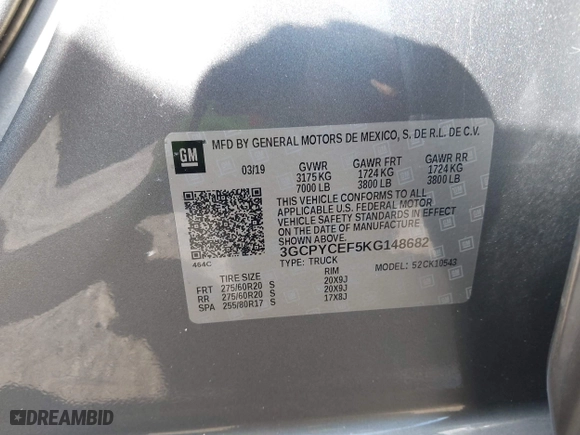 GM
MFD BY GENERAL MOTORS DE MEXICO, S. DE R.L. DE C.V.
03/19 GVWR GAWR FRT GAWR RR
3175 KG 1724 KG 1724 KG
7000 LB 3800 LB 3800 LB
THIS VEHICLE CONFORMS TO ALL
APPLICABLE U.S. FEDERAL MOTOR
VEHICLE SAFETY STANDARDS IN EFFECT
ON THE DATE OF MANUFACTURE
SHOWN ABOVE.
3GCPYCEF5KG148682
464C TYPE: TRUCK MODEL: 52CK10543
TIRE SIZE RIM
FRT 275/60R20 S 20X9J
RR 275/60R20 S 20X9J
SPA 255/80R17 S 17X8J
DREAMBID